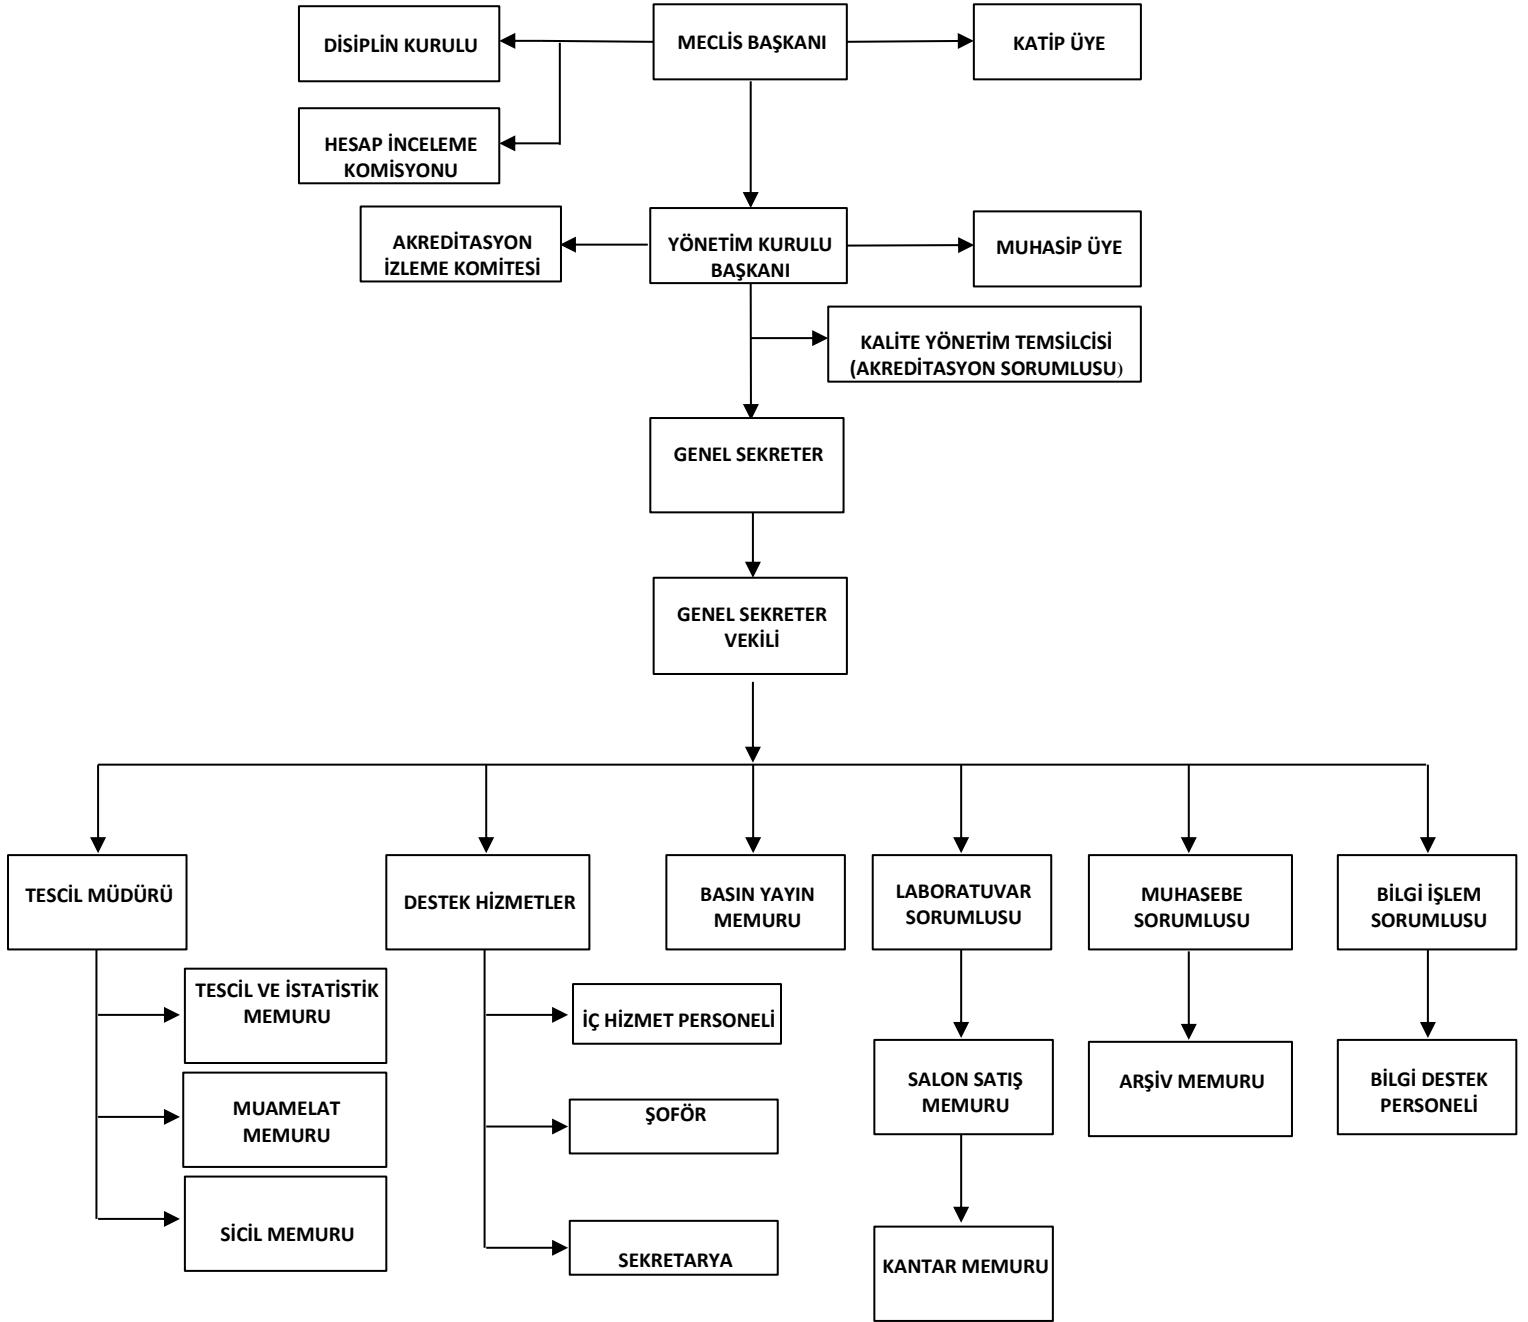 DİSİPLİN KURULU
MECLİS BAŞKANI
KATİP ÜYE
HESAP İNCELEME
KOMİSYONU
AKREDİTASYON
İZLEME KOMİTESİ
YÖNETİM KURULU
BAŞKANI
MUHASİP ÜYE
KALİTE YÖNETİM TEMSİLCİSİ
(AKREDİTASYON SORUMLUSU)
GENEL SEKRETER
GENEL SEKRETER
VEKİLİ
TESCİL MÜDÜRÜ
DESTEK HİZMETLER
BASIN YAYIN
MEMURU
LABORATUVAR
SORUMLUSU
MUHASEBE
SORUMLUSU
BİLGİ İŞLEM
SORUMLUSU
TESCİL VE İSTATİSTİK
MEMURU
İÇ HİZMET PERSONELİ
SALON SATIŞ
MEMURU
ARŞİV MEMURU
BİLGİ DESTEK
PERSONELİ
MUAMELAT
MEMURU
ŞOFÖR
SİCİL MEMURU
SEKRETARYA
KANTAR MEMURU